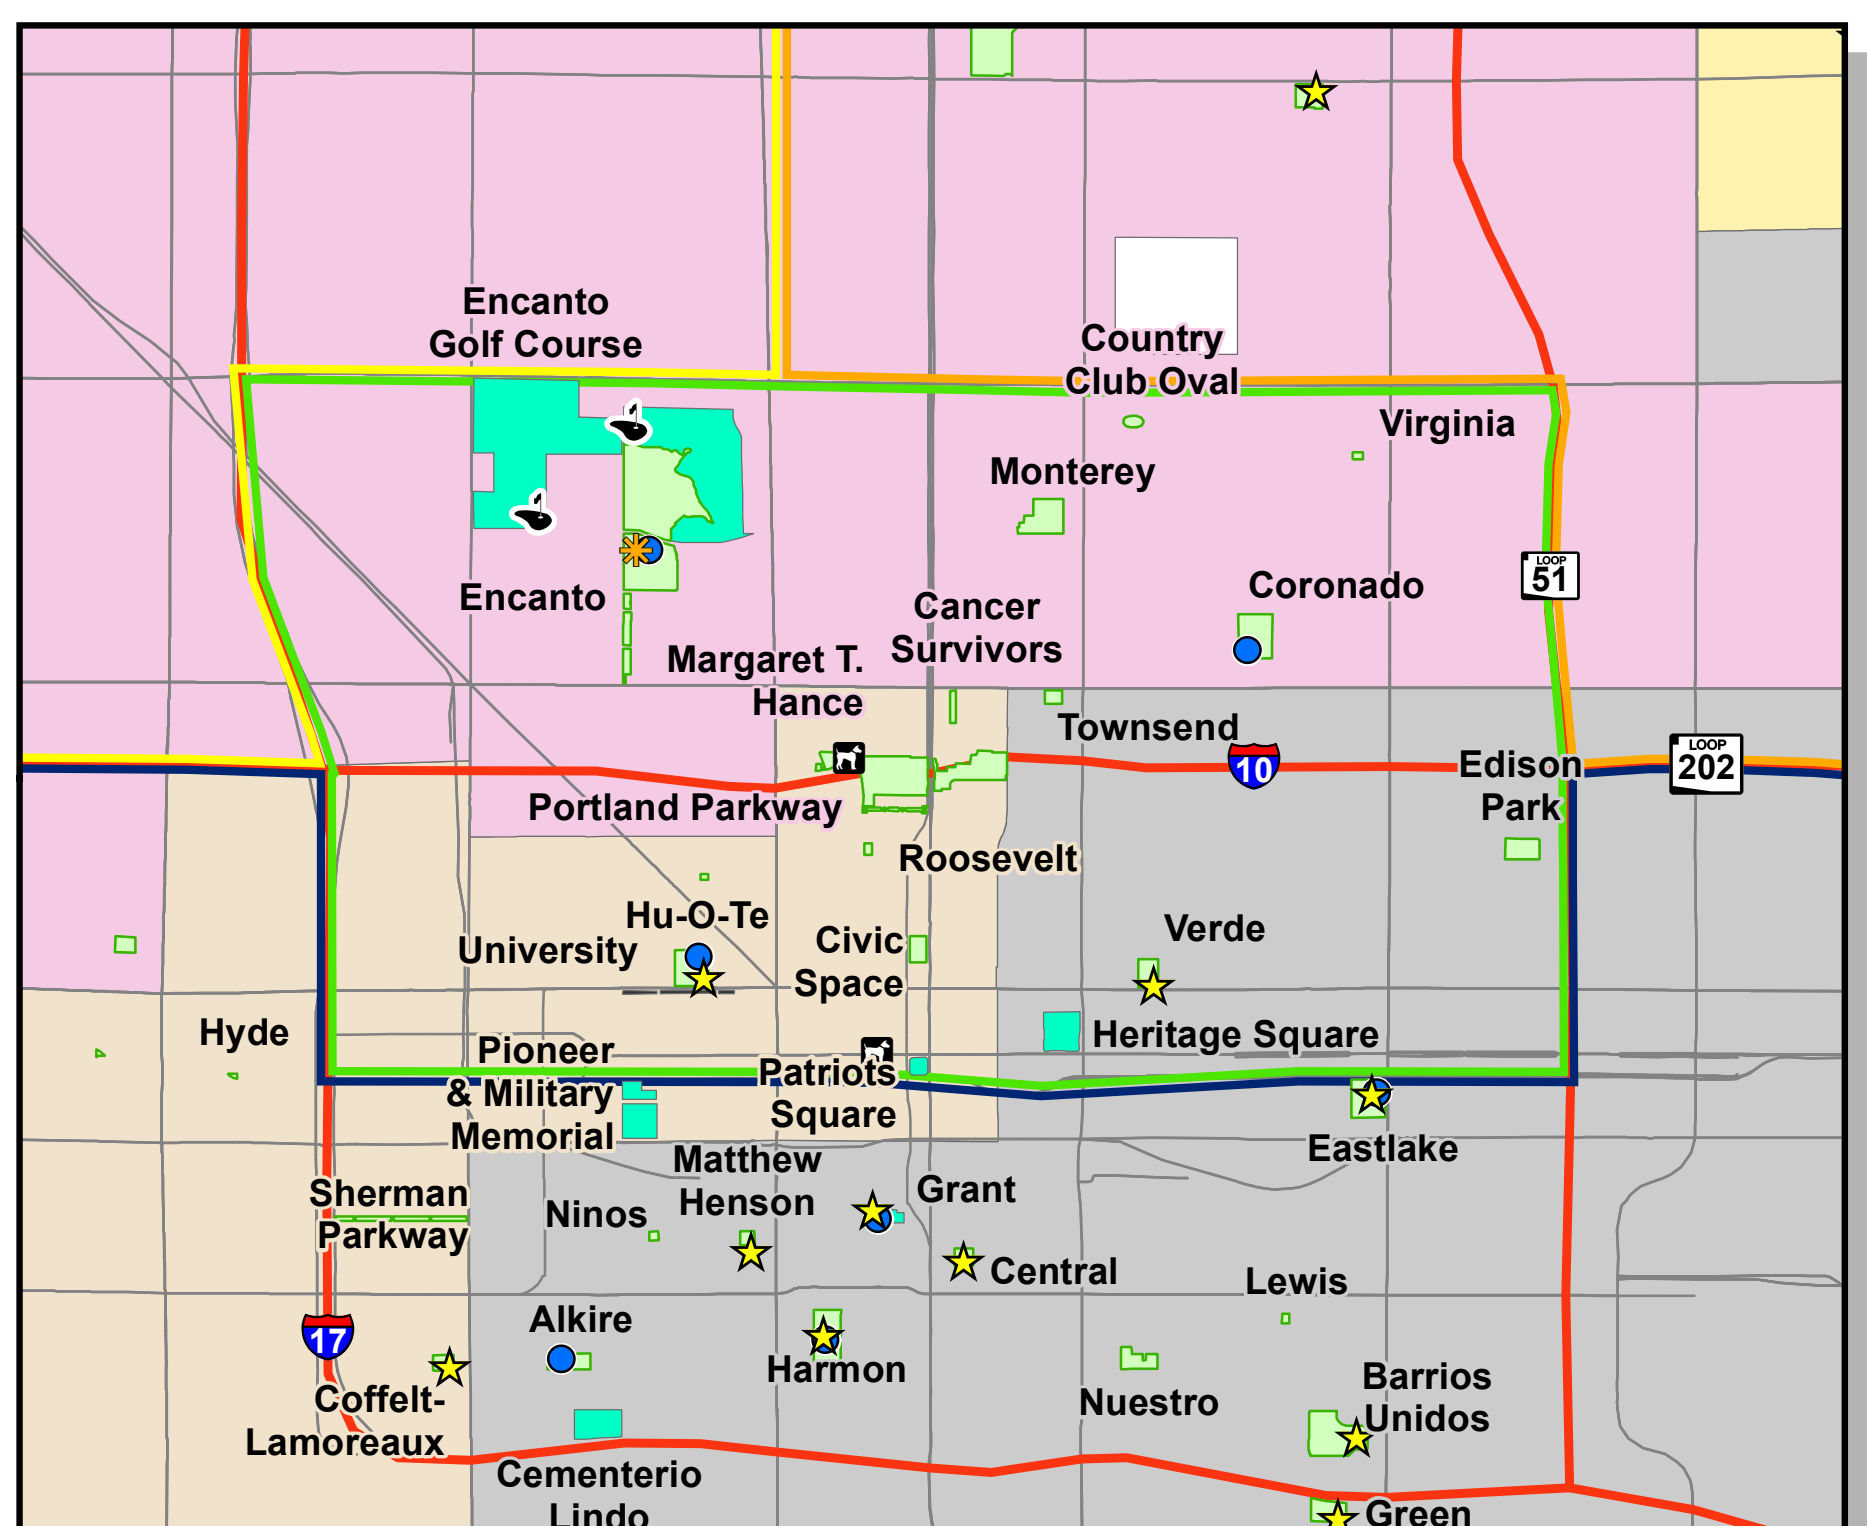 Encanto
Golf Course
Country
Club Oval
Virginia
Monterey
LOOP
51
Coronado
Encanto
Cancer
Survivors
Margaret T.
Hance
Townsend
LOOP
202
10
Edison
Park
Portland Parkway
Roosevelt
Hu-O-Te
University
Civic
Space
Verde
Hyde
Heritage Square
Pioneer
& Military
Memorial
Patriots
Square
Eastlake
Matthew
Henson
Grant
Sherman
Parkway
Ninos
Central
Lewis
17
Alkire
Harmon
Barrios
Unidos
Coffelt-
Lamoreaux
Nuestro
Cementerio
Lindo
Green